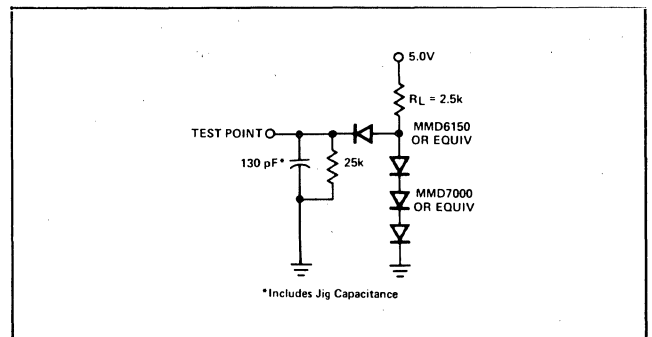 5.0V
RL = 2.5k
MMD6150
OR EQUIV
TEST POINT
130 pF*
25k
MMD7000
OR EQUIV
*Includes Jig Capacitance